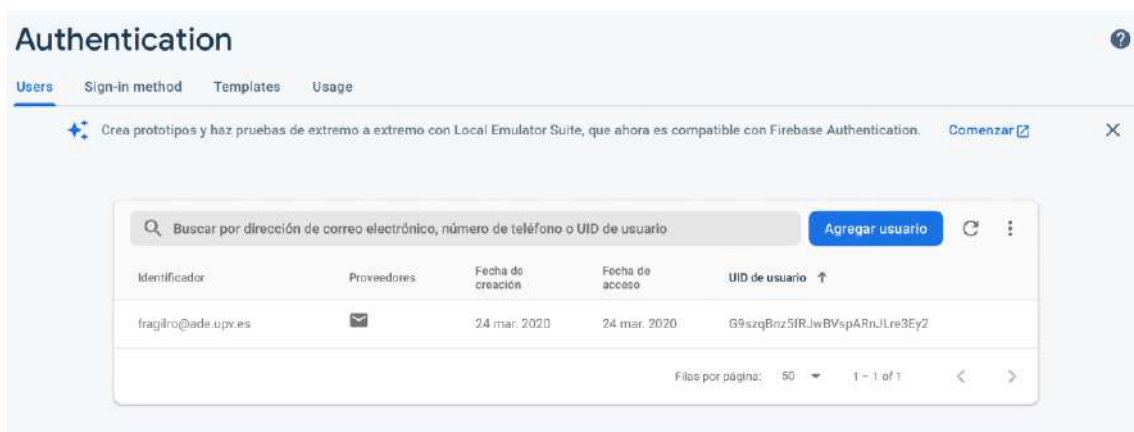 Authentication
Users Sign-in method Templates Usage
Crea prototipos y haz pruebas de extremo a extremo con Local Emulator Suite, que ahora es compatible con Firebase Authentication. Comenzar
Buscar por dirección de correo electrónico, número de teléfono o UID de usuario Agregar usuario
Identificador Proveedores Fecha de creación Fecha de acceso UID de usuario
fragilro@ade.upv.es 24 mar. 2020 24 mar. 2020
Filas por página: 50 1 – 1 of 1